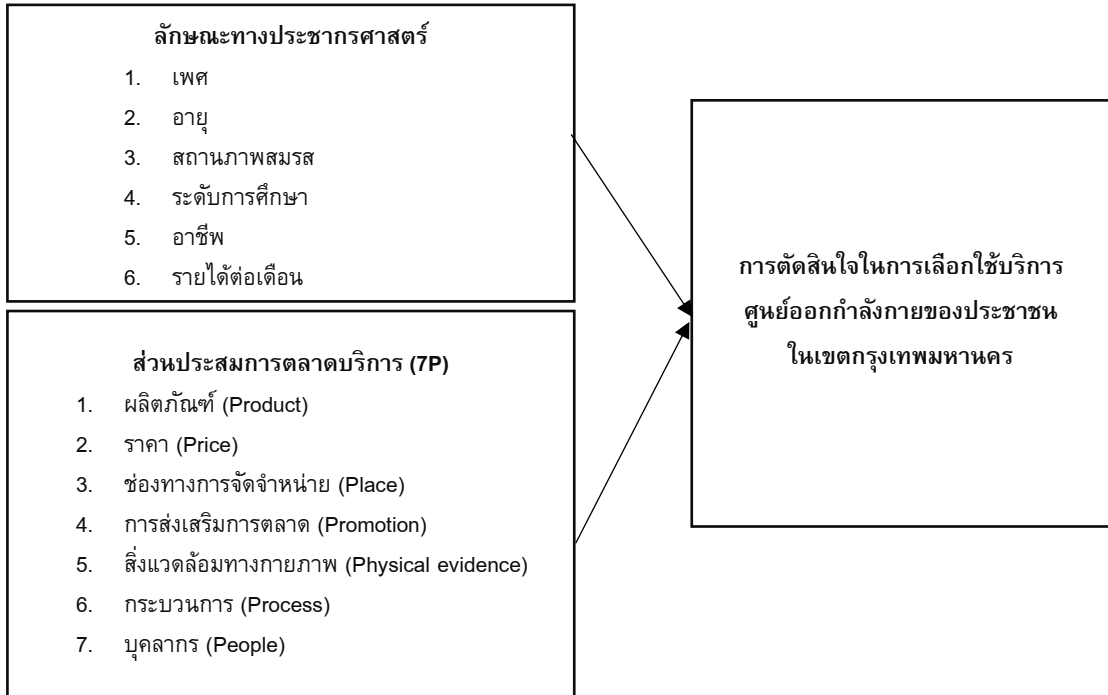 ลักษณะทางประชากรศาสตร์
1. เพศ
2. อายุ
3. สถานภาพสมรส
4. ระดับการศึกษา
5. อาชีพ
6. รายได้ต่อเดือน
ส่วนประสมการตลาดบริการ (7P)
1. ผลิตภัณฑ์ (Product)
2. ราคา (Price)
3. ช่องทางการจัดจำหน่าย (Place)
4. การส่งเสริมการตลาด (Promotion)
5. สิ่งแวดล้อมทางกายภาพ (Physical evidence)
6. กระบวนการ (Process)
7. บุคลากร (People)
การตัดสินใจในการเลือกใช้บริการ
ศูนย์ออกกำลังกายของประชาชน
ในเขตกรุงเทพมหานคร